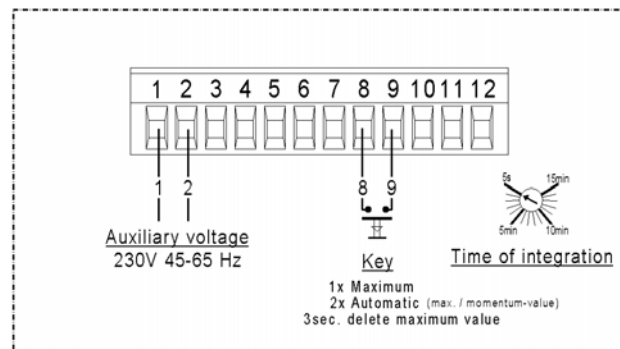 1 2 3 4 5 6 7 8 9 10 11 12
1 2
8 9
Auxiliary voltage
230V 45-65 Hz
Key
1x Maximum
2x Automatic (max. / momentum-value)
3sec. delete maximum value
5s 15min
5min 10min
Time of integration